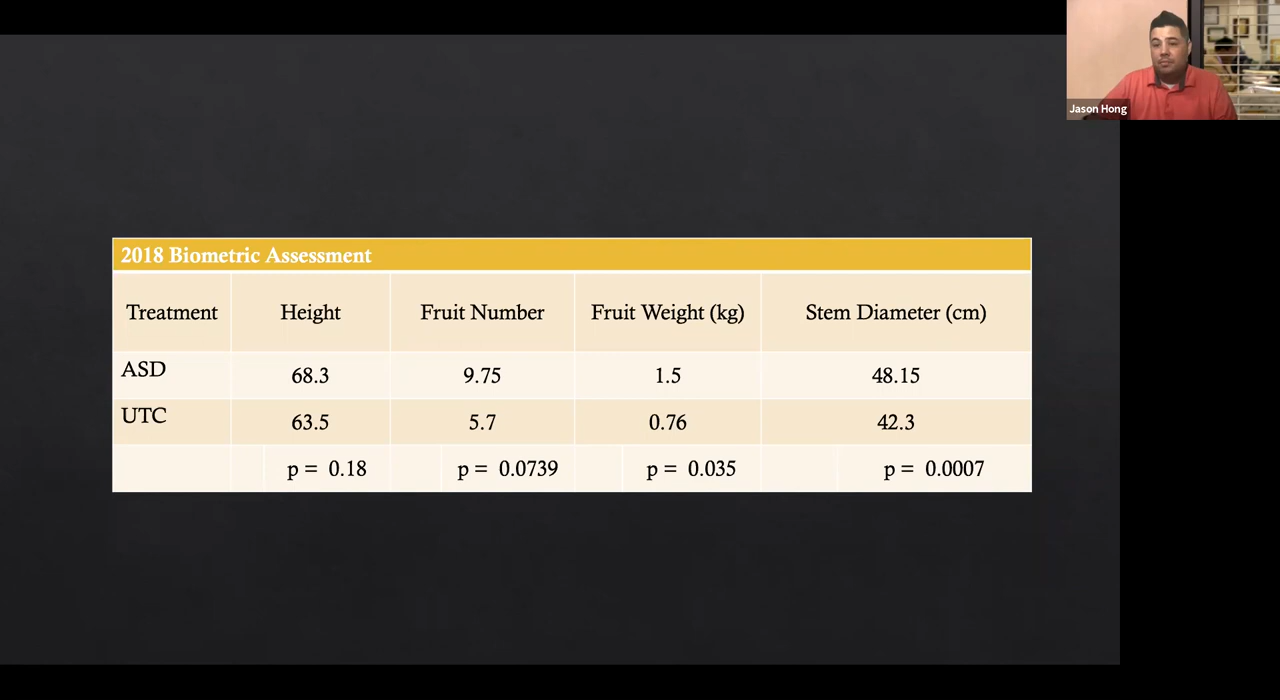 Jason Hong
2018 Biometric Assessment
Treatment Height Fruit Number Fruit Weight (kg) Stem Diameter (cm)
ASD 68.3 9.75 1.5 48.15
UTC 63.5 5.7 0.76 42.3
p = 0.18 p = 0.0739 p = 0.035 p = 0.0007